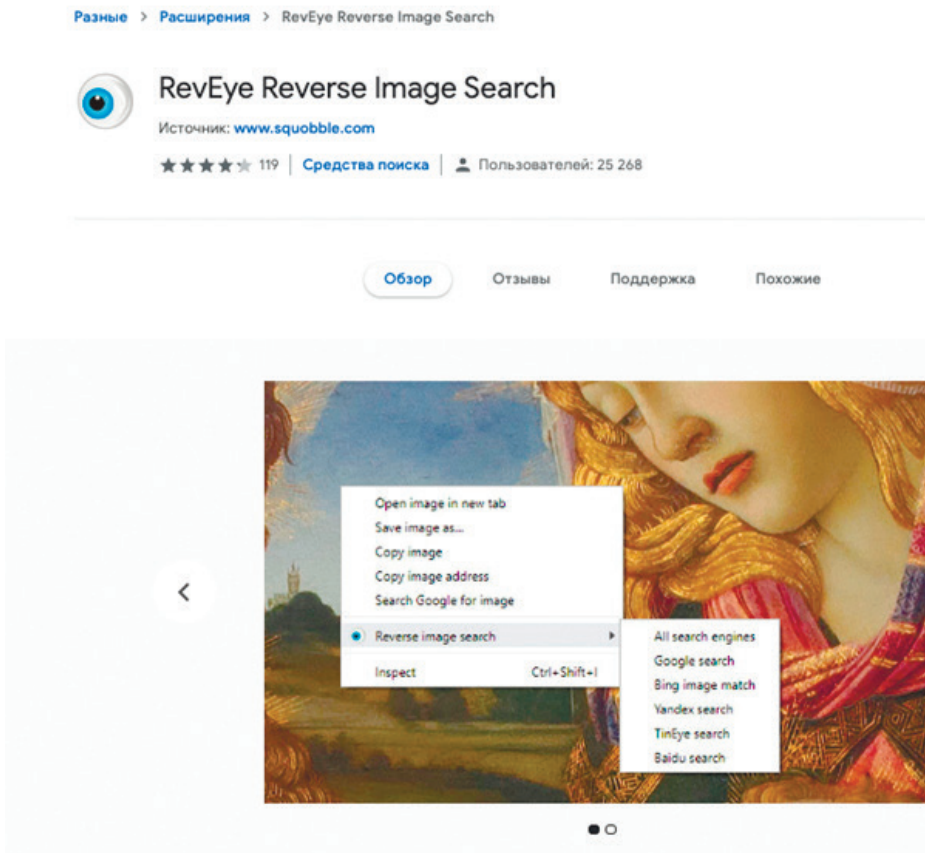 Разные > Расширения > RevEye Reverse Image Search
RevEye Reverse Image Search
Источник: www.squobble.com
119 | Средства поиска | Пользователей: 25 268
Обзор Отзывы Поддержка Похожие
Open image in new tab
Save image as...
Copy image
Copy image address
Search Google for image
Reverse image search
Inspect Ctrl+Shift+I
All search engines
Google search
Bing image match
Yandex search
TinEye search
Baidu search